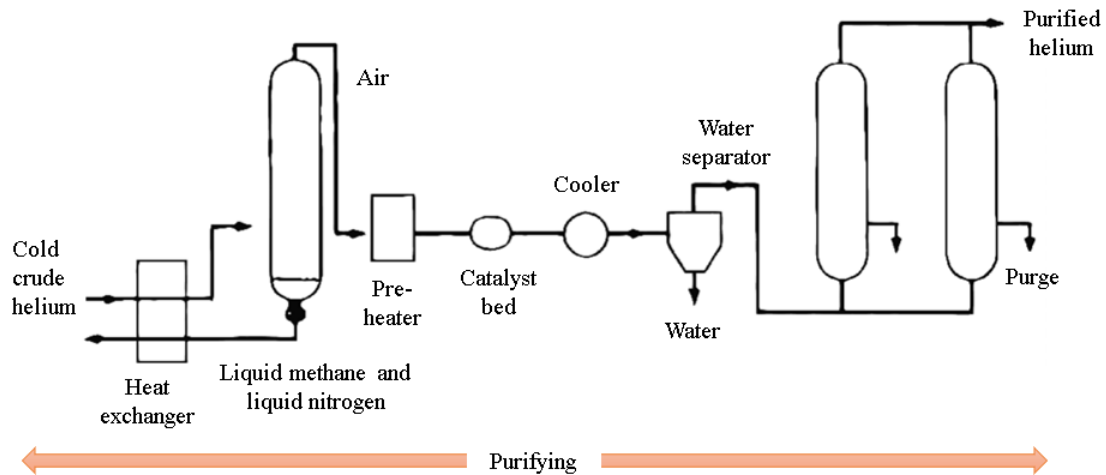 Purified
helium
Air
Water
separator
Cooler
Cold
crude
helium
Pre-
heater
Catalyst
bed
Purge
Water
Heat
exchanger
Liquid methane and
liquid nitrogen
Purifying